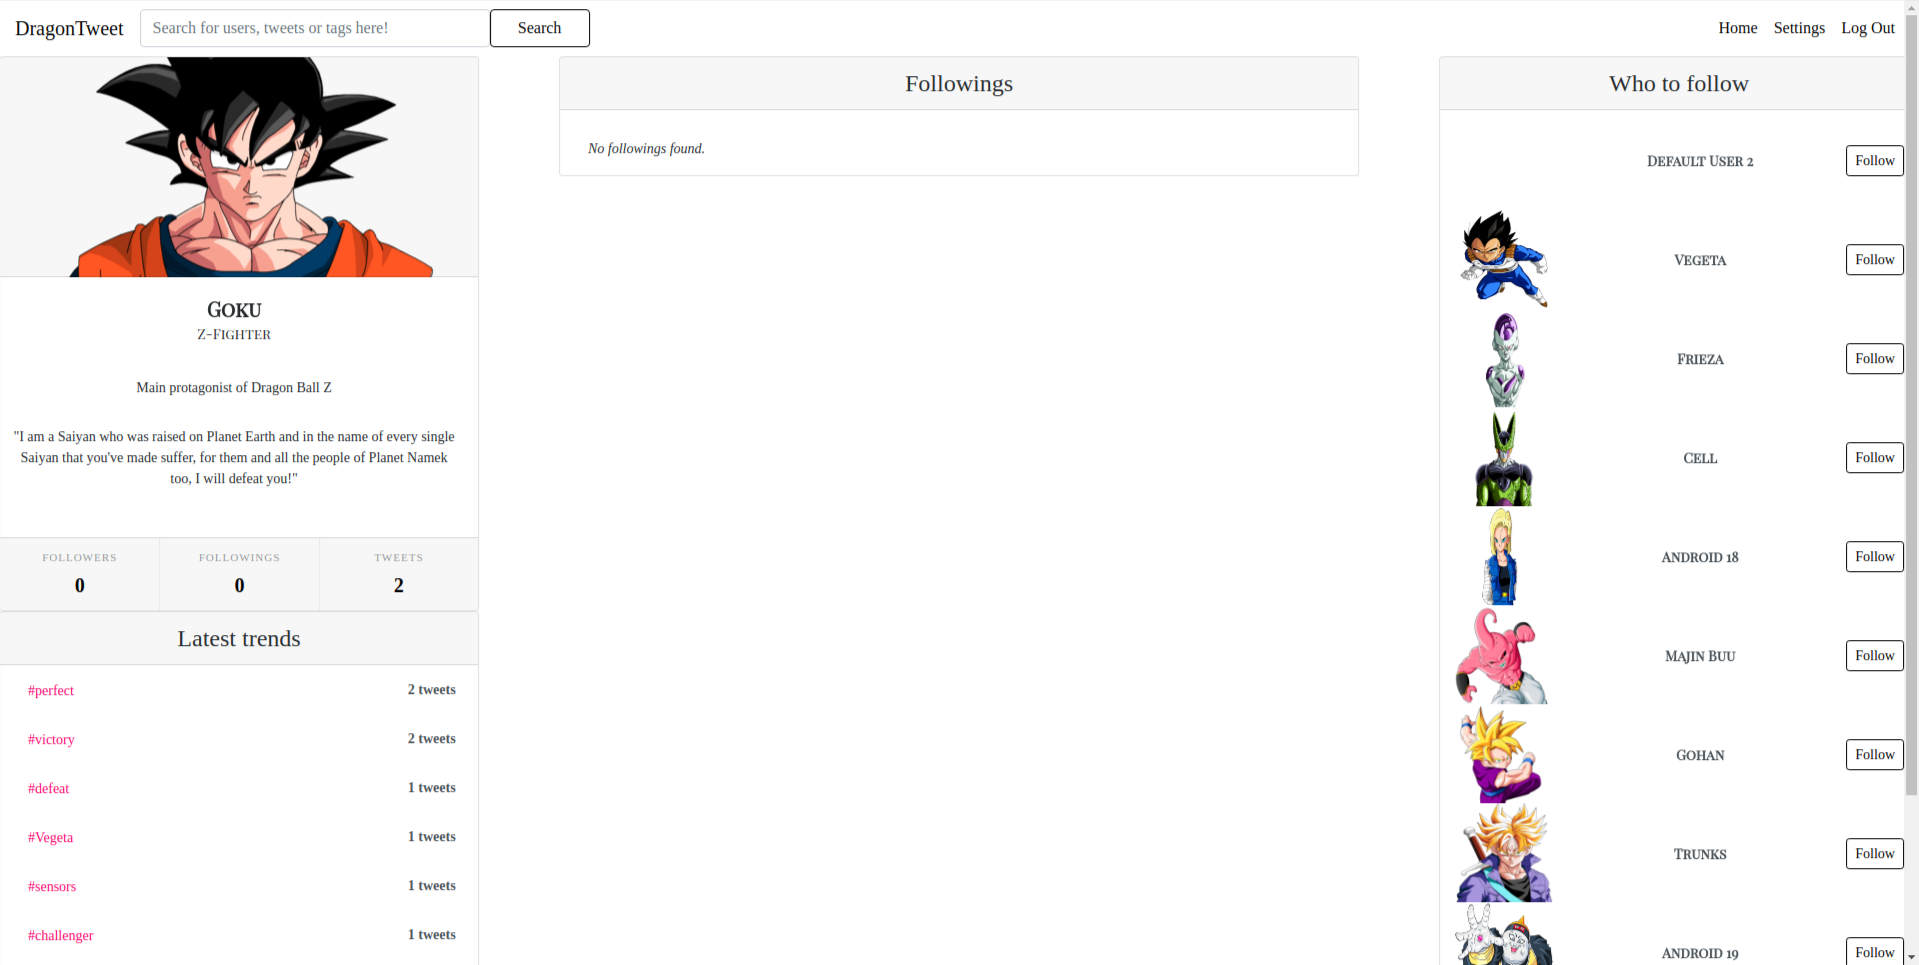 DragonTweet
Search for users, tweets or tags here!
Search
Home
Settings
Log Out
Goku
Z-Fighter
Main protagonist of Dragon Ball Z
"I am a Saiyan who was raised on Planet Earth and in the name of every single
Saiyan that you've made suffer, for them and all the people of Planet Namek
too, I will defeat you!"
FOLLOWERS
0
FOLLOWINGS
0
TWEETS
2
Latest trends
#perfect 2 tweets
#victory 2 tweets
#defeat 1 tweets
#Vegeta 1 tweets
#sensors 1 tweets
#challenger 1 tweets
Followings
No followings found.
Who to follow
Default User 2 Follow
Vegeta Follow
Frieza Follow
Cell Follow
Android 18 Follow
Majin Buu Follow
Gohan Follow
Trunks Follow
Android 19 Follow